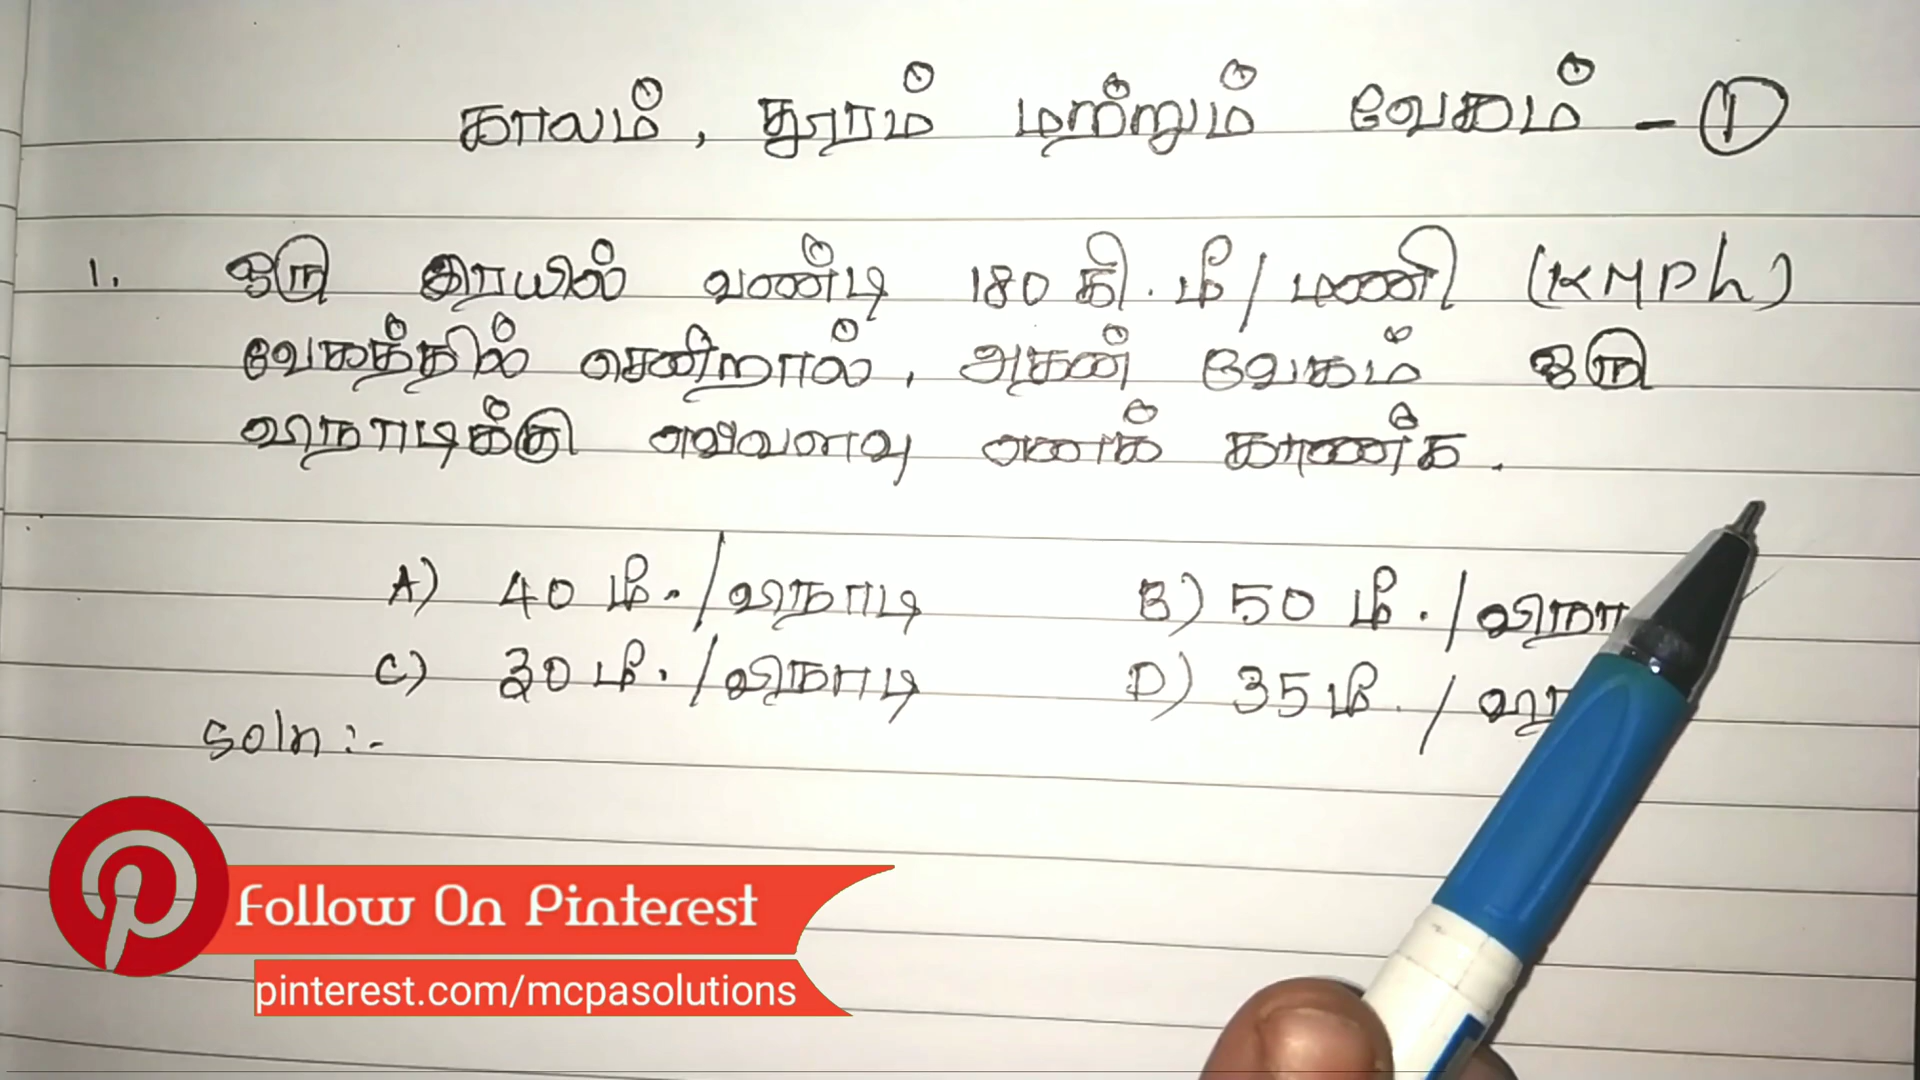 காலம், தூரம் மற்றும் வேகம் - ①
1. ஒரு இரயில் வண்டி 180 கி.மீ/மணி (KMPh)
வேகத்தில் சென்றால், அதன் வேகம் ஒரு
வினாடிக்கு எவ்வளவு எனக் காண்க.
A) 40 மீ./வினாடி B) 50 மீ./வினா
C) 30 மீ./வினாடி D) 35 மீ./வி
Soln :-
Follow On Pinterest
pinterest.com/mcpasolutions